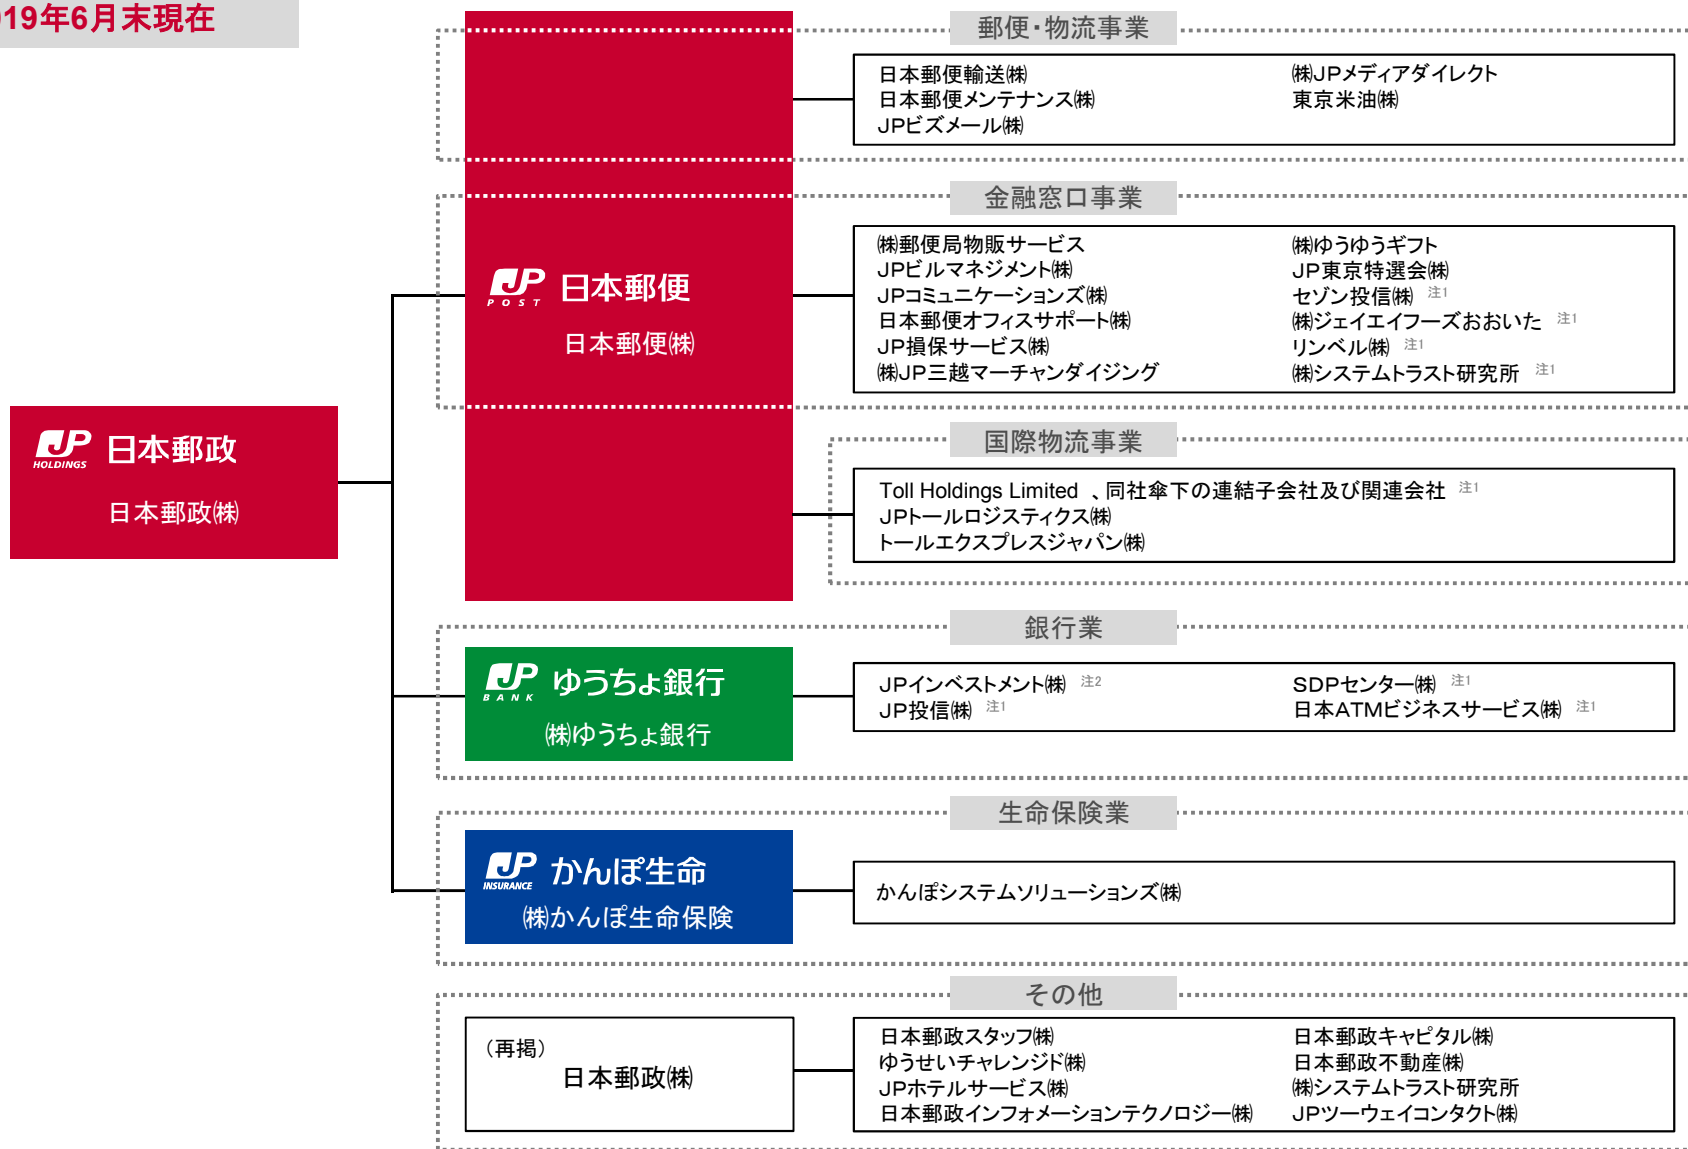 19年6月末現在
郵便・物流事業
日本郵便輸送㈱
日本郵便メンテナンス㈱
JPビズメール㈱
㈱JPメディアダイレクト
東京米油㈱
金融窓口事業
㈱郵便局物販サービス
JPビルマネジメント㈱
JPコミュニケーションズ㈱
日本郵便オフィスサポート㈱
JP損保サービス㈱
㈱JP三越マーチャンダイジング
㈱ゆうゆうギフト
JP東京特選会㈱
セゾン投信㈱ 注1
㈱ジェイエイフーズおおいた 注1
リンベル㈱ 注1
㈱システムトラスト研究所 注1
JP POST 日本郵便
日本郵便㈱
JP HOLDINGS 日本郵政
日本郵政㈱
国際物流事業
Toll Holdings Limited 、同社傘下の連結子会社及び関連会社 注1
JPトールロジスティクス㈱
トールエクスプレスジャパン㈱
銀行業
JP BANK ゆうちょ銀行
㈱ゆうちょ銀行
JPインベストメント㈱ 注2
JP投信㈱ 注1
SDPセンター㈱ 注1
日本ATMビジネスサービス㈱ 注1
生命保険業
JP INSURANCE かんぽ生命
㈱かんぽ生命保険
かんぽシステムソリューションズ㈱
その他
（再掲）
日本郵政㈱
日本郵政スタッフ㈱
ゆうせいチャレンジド㈱
JPホテルサービス㈱
日本郵政インフォメーションテクノロジー㈱
日本郵政キャピタル㈱
日本郵政不動産㈱
㈱システムトラスト研究所
JPツーウェイコンタクト㈱